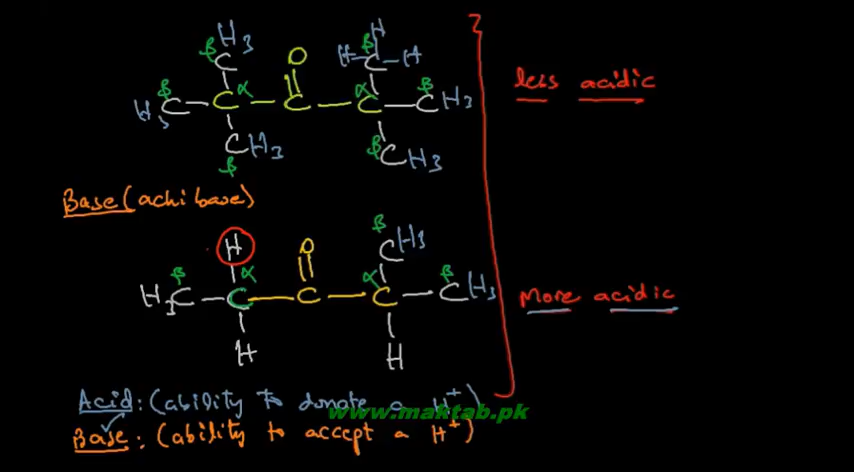 H
H3
O
β C
β
H-C-H
β
α
α
β
H3C-C-C-C-CH3
CH3
β
CH3
β
less acidic
Base (achi base)
H
O
β
CH3
β
α
α
β
H3C-C-C-C-CH3
H
H
More acidic
Acid: (ability to donate a H+)
www.maktab.pk
Base: (ability to accept a H+)